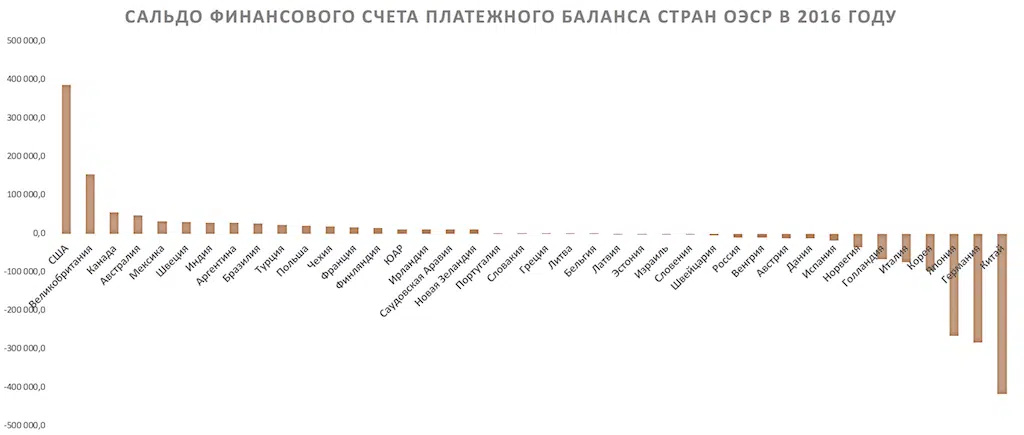 САЛЬДО ФИНАНСОВОГО СЧЕТА ПЛАТЕЖНОГО БАЛАНСА СТРАН ОЭСР В 2016 ГОДУ
500 000,0
400 000,0
300 000,0
200 000,0
100 000,0
0,0
-100 000,0
-200 000,0
-300 000,0
-400 000,0
-500 000,0
США
Великобритания
Канада
Австралия
Мексика
Швеция
Индия
Аргентина
Бразилия
Турция
Польша
Чехия
Франция
Финляндия
ЮАР
Ирландия
Саудовская Аравия
Новая Зеландия
Португалия
Словакия
Греция
Литва
Бельгия
Латвия
Эстония
Израиль
Словения
Швейцария
Россия
Венгрия
Австрия
Дания
Испания
Норвегия
Голландия
Италия
Корея
Япония
Германия
Китай